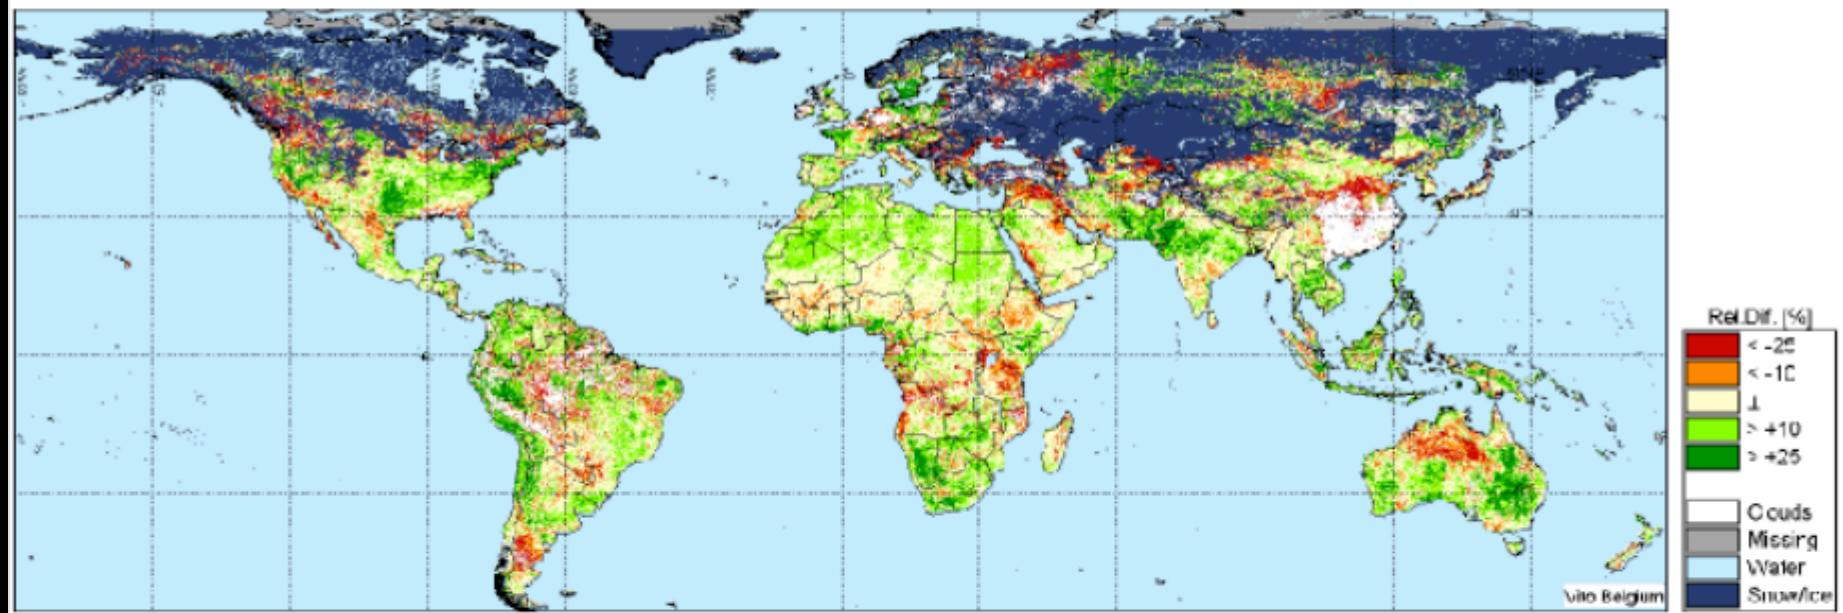 Rel.Dif. [%]
< -25
< -10
±
> +10
> +25
Clouds
Missing
Water
Snow/Ice
Vito Belgium